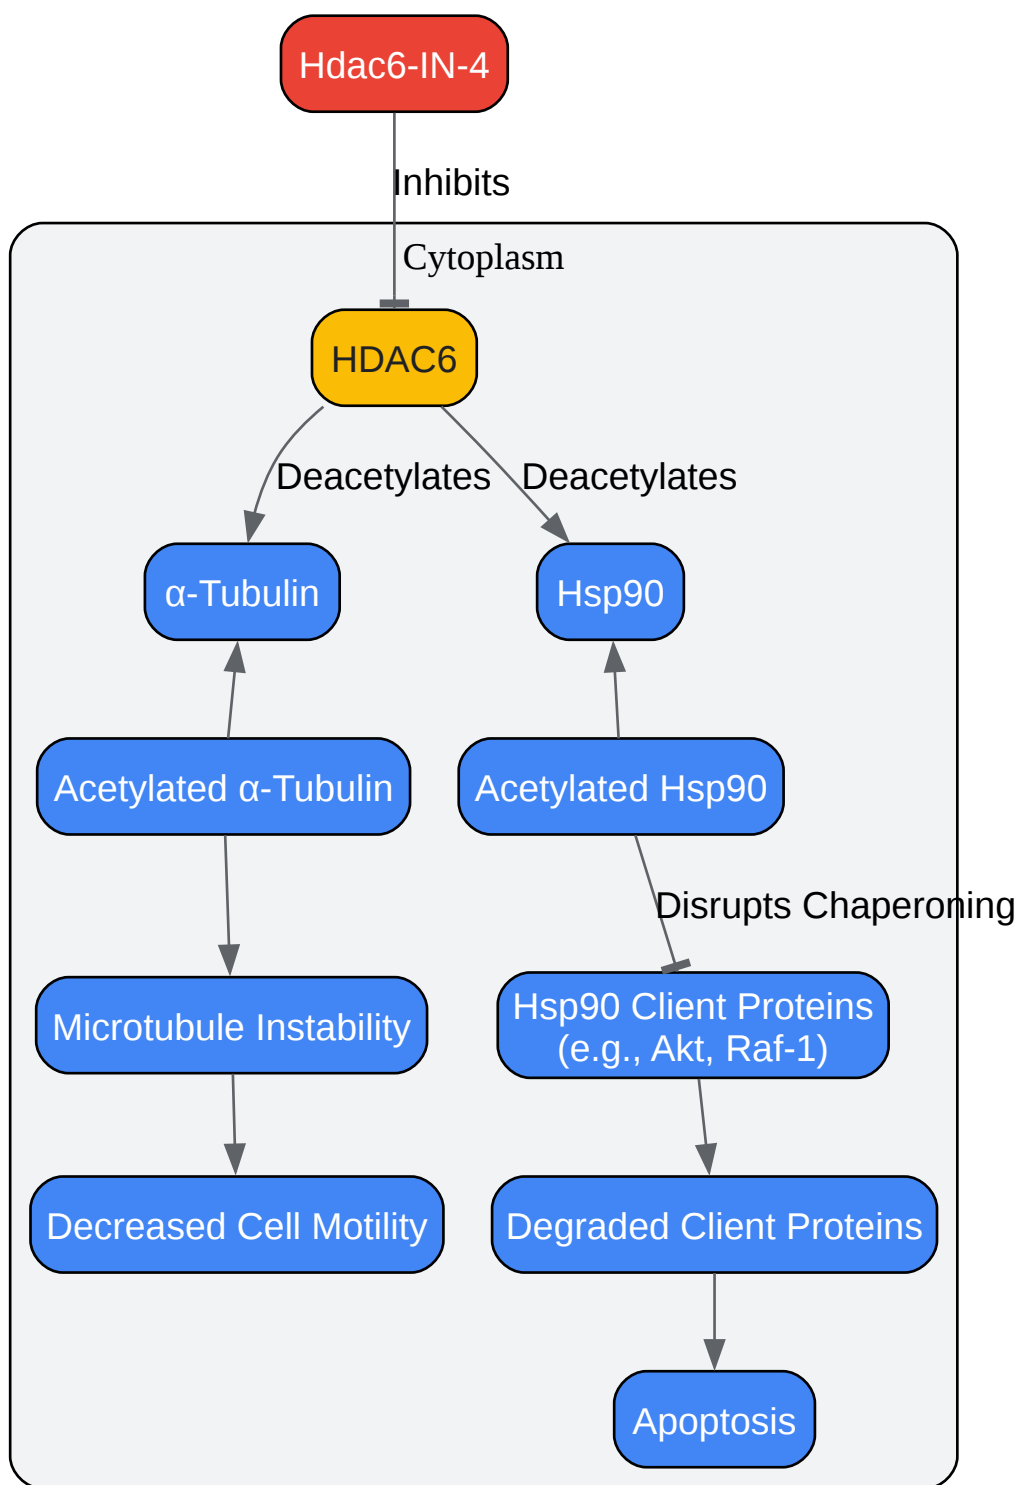 Hdac6-IN-4
Inhibits
Cytoplasm
HDAC6
Deacetylates
Deacetylates
α-Tubulin
Hsp90
Acetylated α-Tubulin
Acetylated Hsp90
Disrupts Chaperoning
Microtubule Instability
Hsp90 Client Proteins
(e.g., Akt, Raf-1)
Decreased Cell Motility
Degraded Client Proteins
Apoptosis